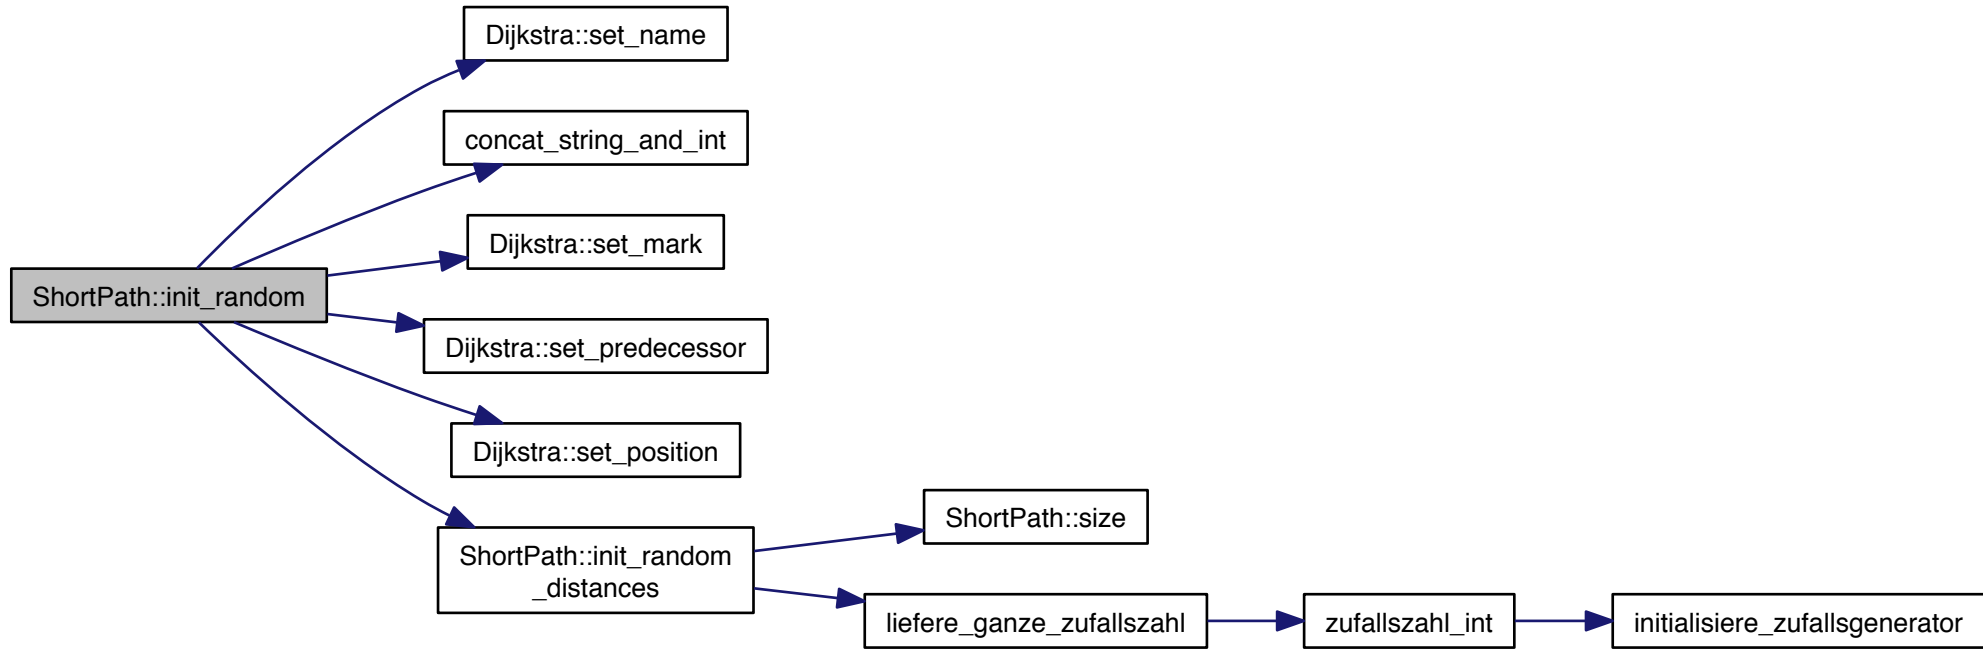 Dijkstra::set_name
concat_string_and_int
Dijkstra::set_mark
ShortPath::init_random
Dijkstra::set_predecessor
Dijkstra::set_position
ShortPath::init_random
_distances
ShortPath::size
liefere_ganze_zufallszahl
zufallszahl_int
initialisiere_zufallsgenerator